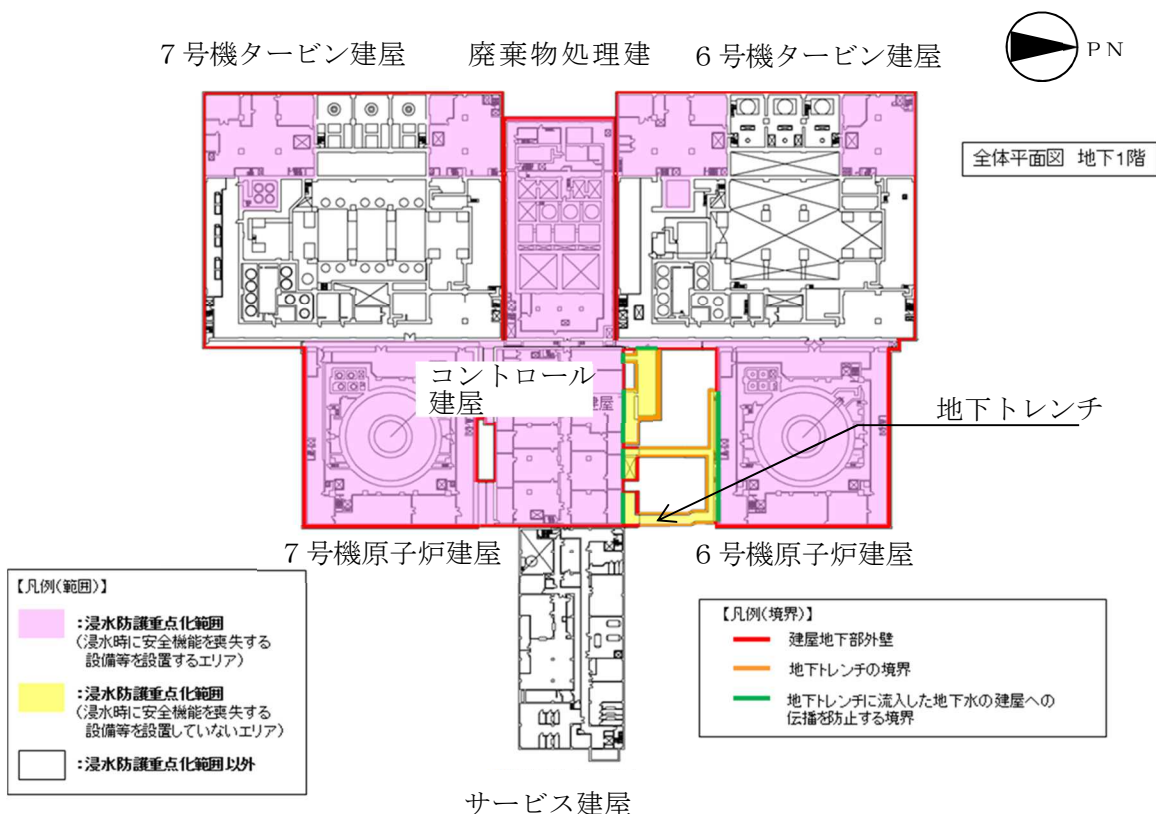 ７号機タービン建屋
廃棄物処理建
６号機タービン建屋
ＰＮ
全体平面図 地下1階
コントロール
建屋
建屋
地下トレンチ
７号機原子炉建屋
６号機原子炉建屋
【凡例(範囲)】
：浸水防護重点化範囲
（浸水時に安全機能を喪失する
設備等を設置するエリア）
：浸水防護重点化範囲
（浸水時に安全機能を喪失する
設備等を設置していないエリア）
：浸水防護重点化範囲以外
【凡例(境界)】
建屋地下部外壁
地下トレンチの境界
地下トレンチに流入した地下水の建屋への
伝播を防止する境界
サービス建屋